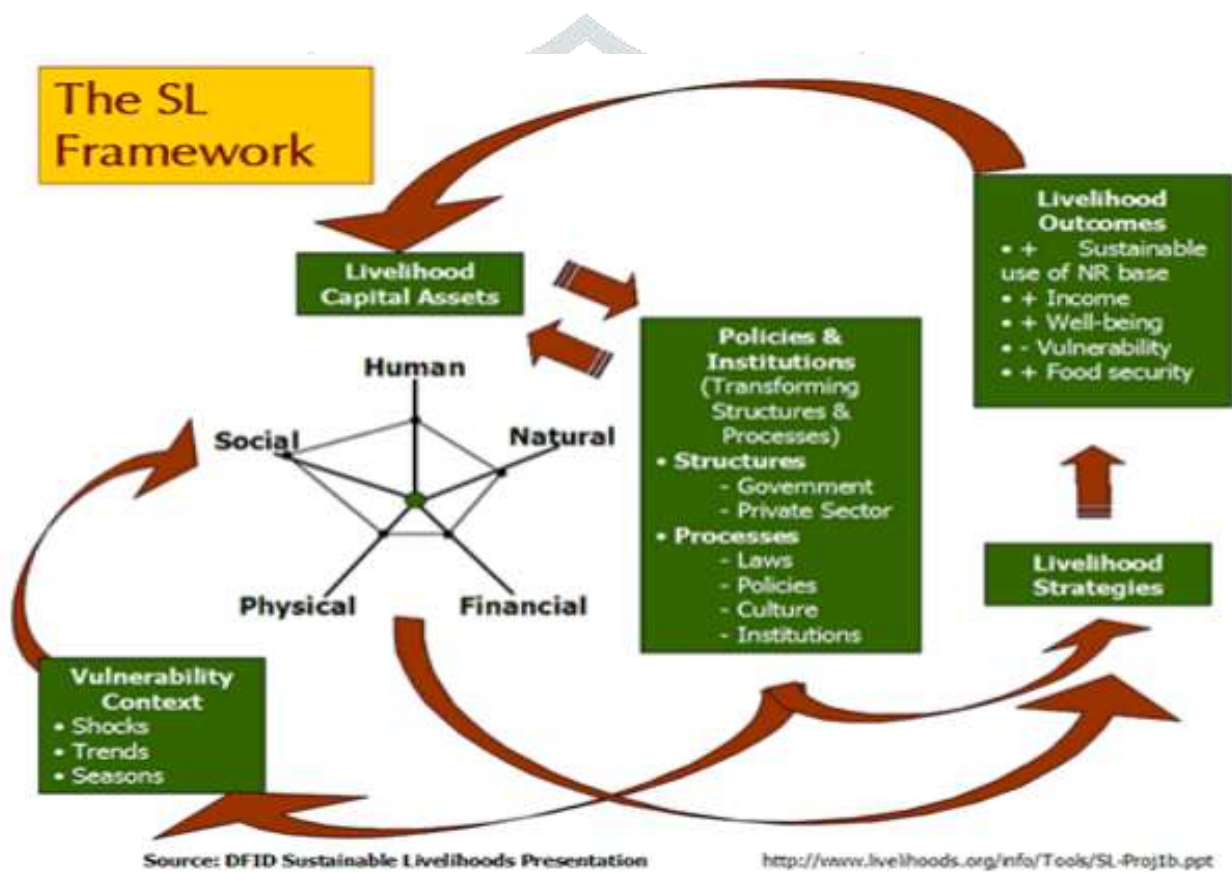 The SL
Framework
Livelihood
Capital Assets
Human
Social
Natural
Physical
Financial
Policies &
Institutions
(Transforming
Structures &
Processes)
• Structures
- Government
- Private Sector
• Processes
- Laws
- Policies
- Culture
- Institutions
Livelihood
Outcomes
• + Sustainable
use of NR base
• + Income
• + Well-being
• - Vulnerability
• + Food security
Livelihood
Strategies
Vulnerability
Context
• Shocks
• Trends
• Seasons
Source: DFID Sustainable Livelihoods Presentation
http://www.livelihoods.org/info/Tools/SL-Proj1b.ppt